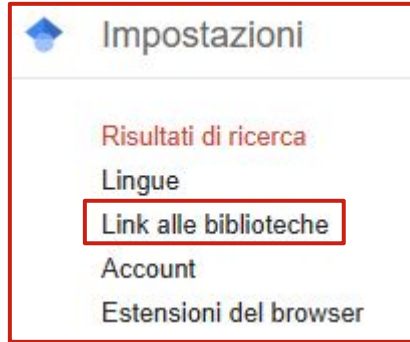 Impostazioni
Risultati di ricerca
Lingue
Link alle biblioteche
Account
Estensioni del browser